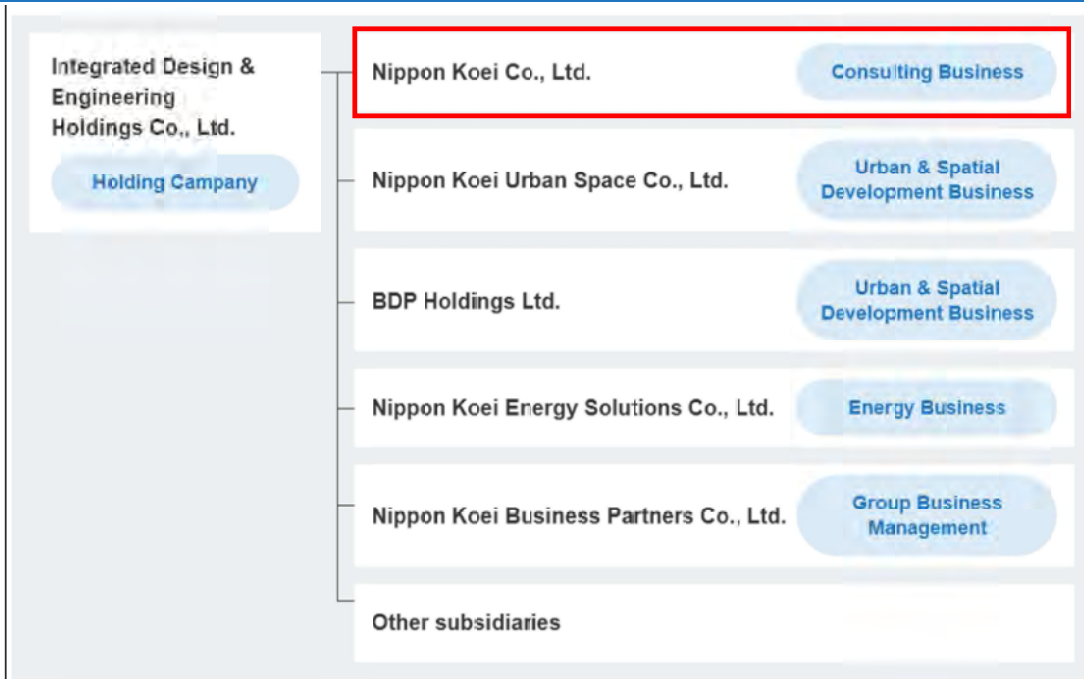 Integrated Design &
Engineering
Holdings Co,, Ltd.
Holding Campany
Nippon Koei Co., Ltd.
Consulting Business
Nippon Koei Urban Space Co., Ltd.
Urban & Spatial
Development Business
BDP Holdings Ltd.
Urban & Spatial
Development Business
Nippon Koei Energy Solutions Co., Ltd.
Energy Business
Nippon Koei Business Partners Co., Ltd.
Group Business
Management
Other subsidiaries